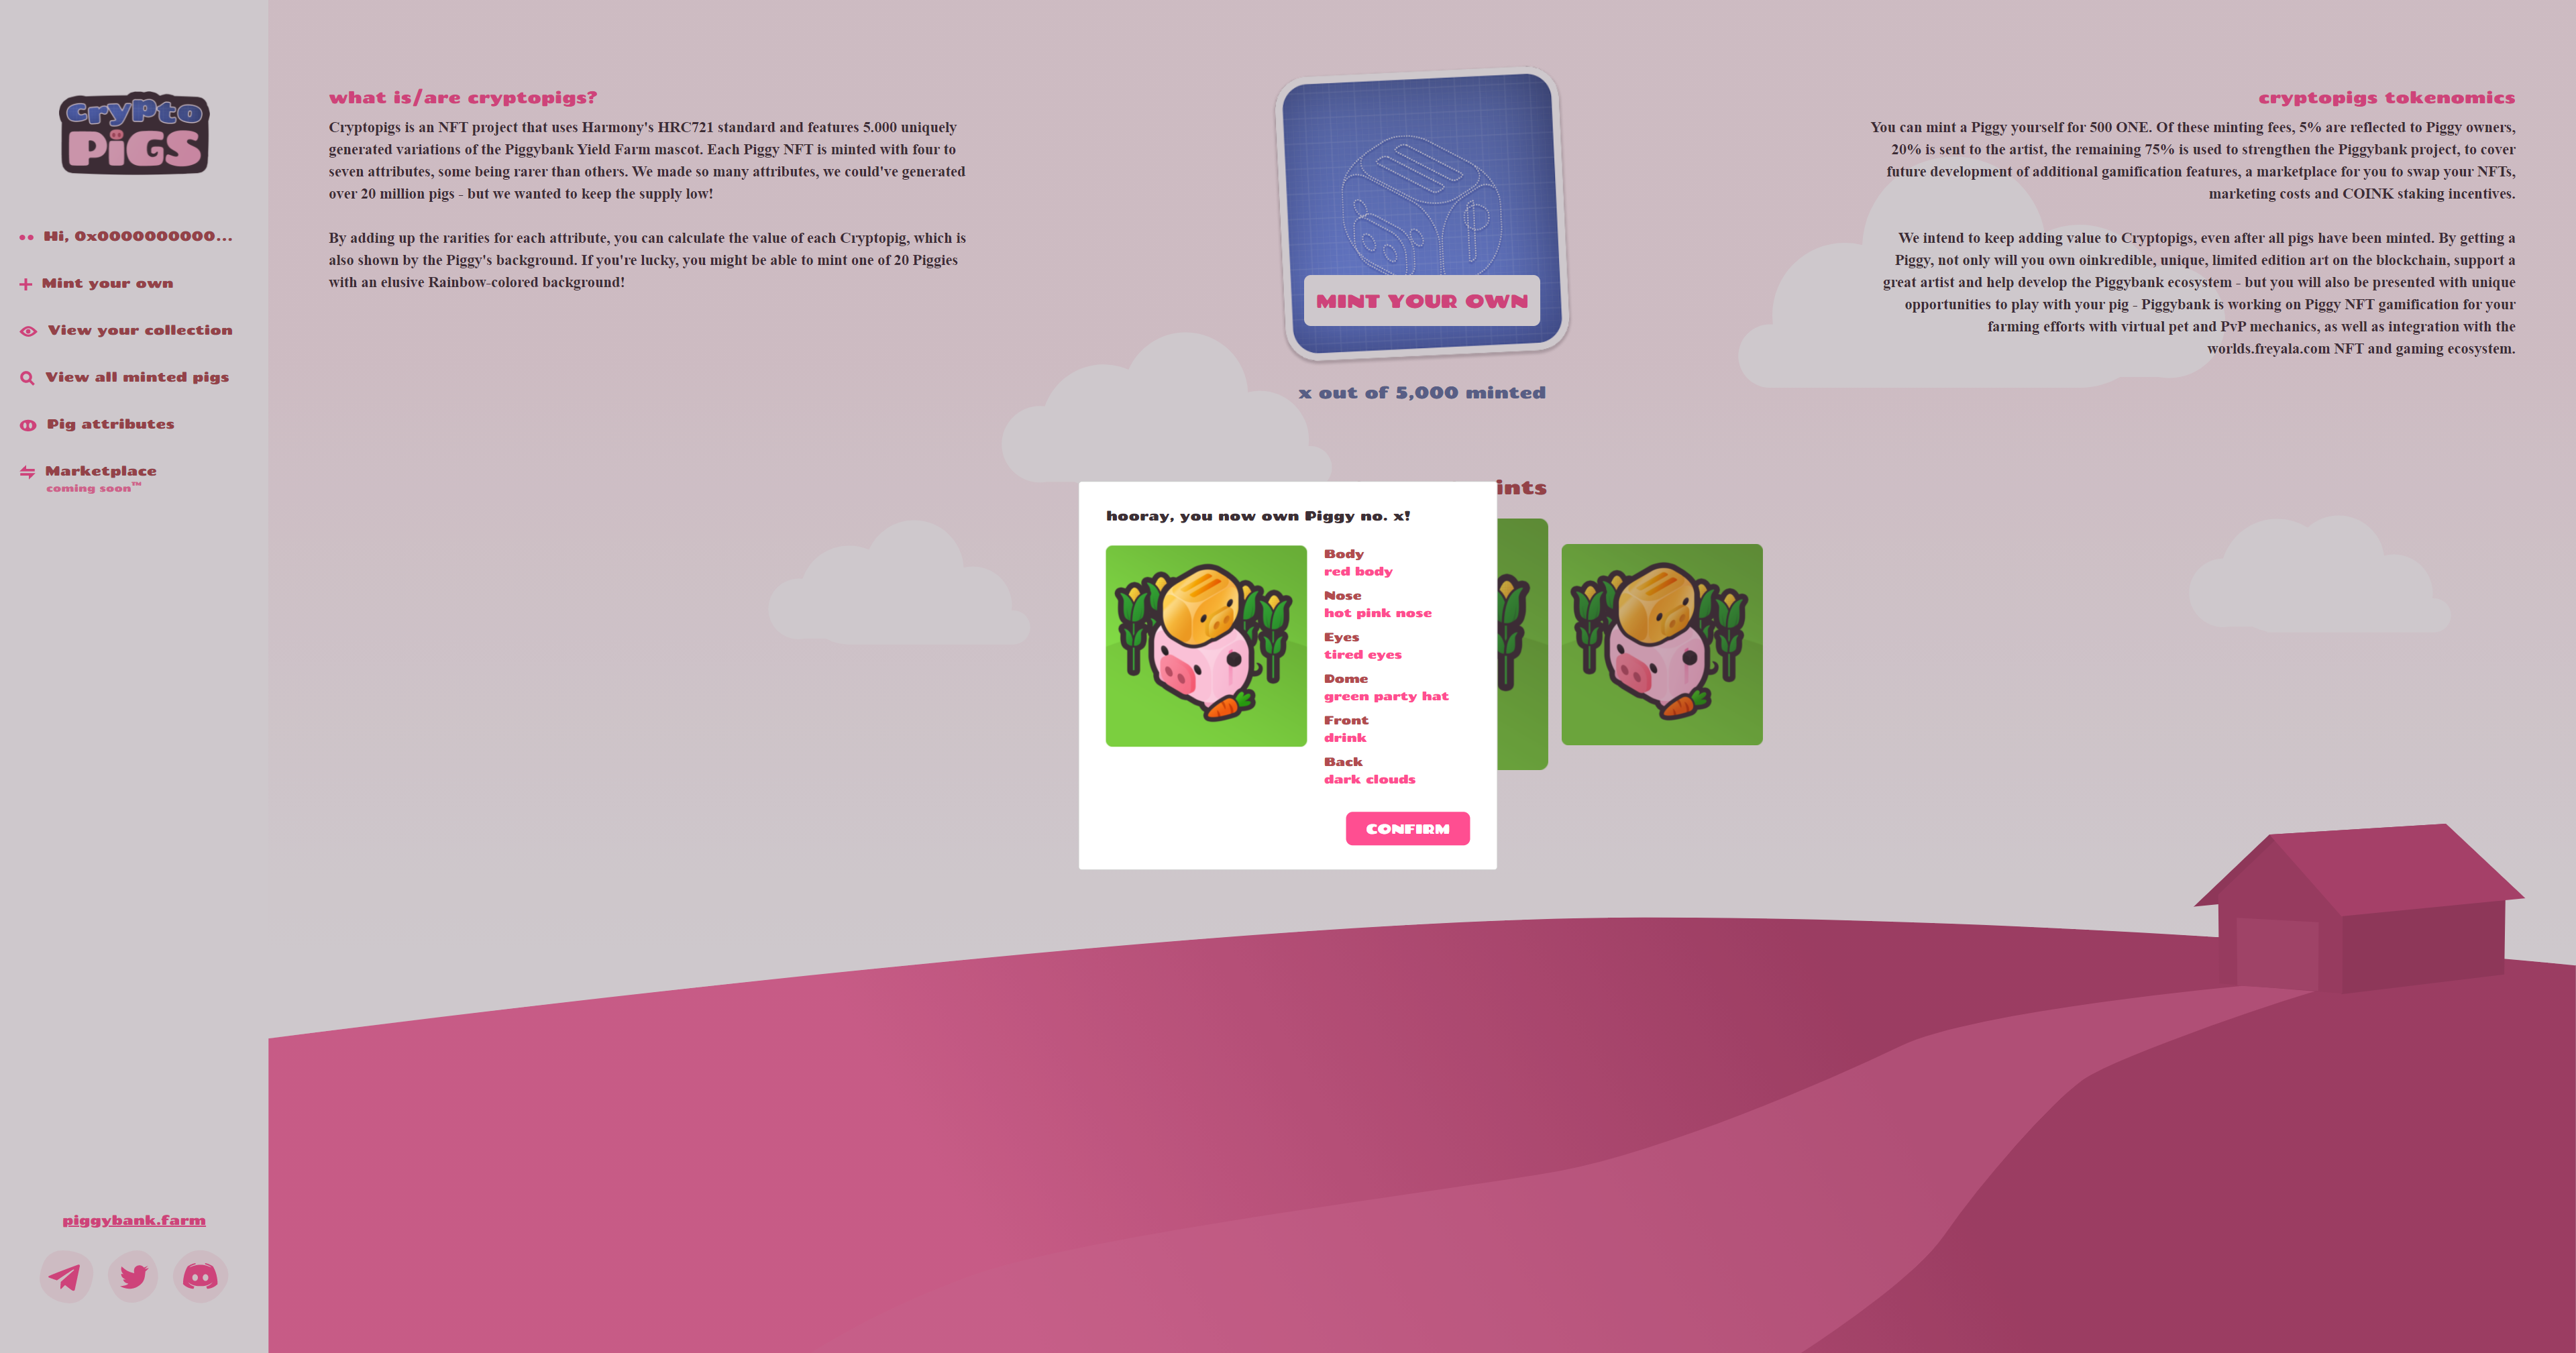 crypto
PiGS
Hi, 0x0000000000...
Mint your own
View your collection
View all minted pigs
Pig attributes
Marketplace
coming soon™
piggybank.farm
what is/are cryptopigs?
Cryptopigs is an NFT project that uses Harmony's HRC721 standard and features 5.000 uniquely
generated variations of the Piggybank Yield Farm mascot. Each Piggy NFT is minted with four to
seven attributes, some being rarer than others. We made so many attributes, we could've generated
over 20 million pigs - but we wanted to keep the supply low!
By adding up the rarities for each attribute, you can calculate the value of each Cryptopig, which is
also shown by the Piggy's background. If you're lucky, you might be able to mint one of 20 Piggies
with an elusive Rainbow-colored background!
MINT YOUR OWN
x out of 5,000 minted
ints
cryptopigs tokenomics
You can mint a Piggy yourself for 500 ONE. Of these minting fees, 5% are reflected to Piggy owners,
20% is sent to the artist, the remaining 75% is used to strengthen the Piggybank project, to cover
future development of additional gamification features, a marketplace for you to swap your NFTs,
marketing costs and COINK staking incentives.
We intend to keep adding value to Cryptopigs, even after all pigs have been minted. By getting a
Piggy, not only will you own oinkredible, unique, limited edition art on the blockchain, support a
great artist and help develop the Piggybank ecosystem - but you will also be presented with unique
opportunities to play with your pig - Piggybank is working on Piggy NFT gamification for your
farming efforts with virtual pet and PvP mechanics, as well as integration with the
worlds.freyala.com NFT and gaming ecosystem.
hooray, you now own Piggy no. x!
Body
red body
Nose
hot pink nose
Eyes
tired eyes
Dome
green party hat
Front
drink
Back
dark clouds
CONFIRM